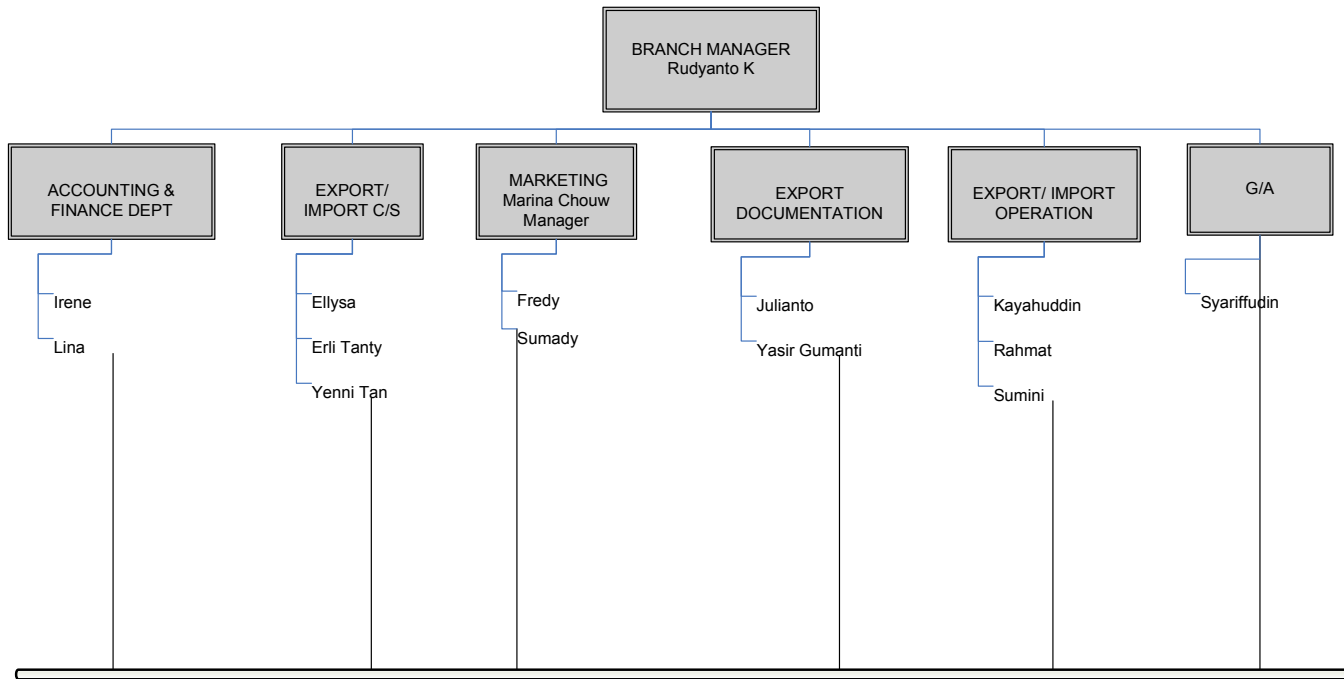 BRANCH MANAGER
Rudyanto K
ACCOUNTING &
FINANCE DEPT
EXPORT/
IMPORT C/S
MARKETING
Marina Chouw
Manager
EXPORT
DOCUMENTATION
EXPORT/ IMPORT
OPERATION
G/A
Irene
Lina
Ellysa
Erli Tanty
Yenni Tan
Fredy
Sumady
Julianto
Yasir Gumanti
Kayahuddin
Rahmat
Sumini
Syariffudin